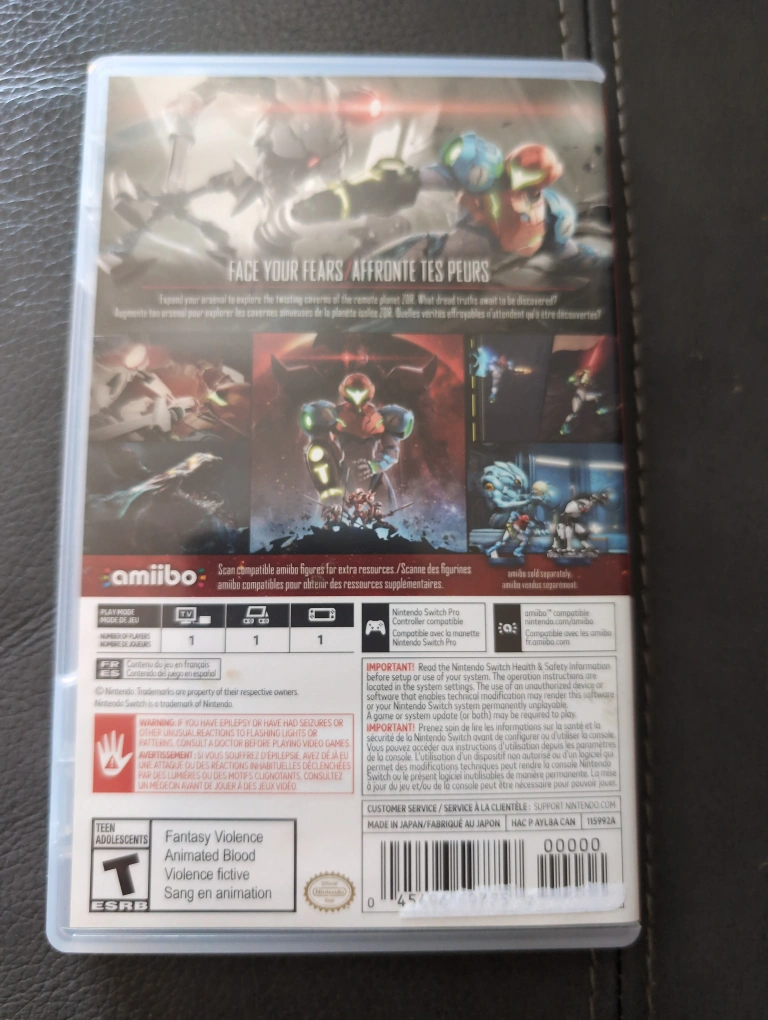 FACE YOUR FEARS / AFFRONTE TES PEURS
Expand your arsenal to explore the twisting caverns of the remote planet ZDR. What dread truths await to be discovered?
Augmente ton arsenal pour explorer les cavernes sinueuses de la planète isolée ZDR. Quelles vérités effroyables n'attendent qu'à être découvertes?
amiibo
Scan compatible amiibo figures for extra resources./Scanne des figurines
amiibo compatibles pour obtenir des ressources supplémentaires.
amiibo sold separately.
amiibo vendus séparément.
PLAY MODE
MODE DE JEU
TV
NUMBER OF PLAYERS
NOMBRE DE JOUEURS
1
1
1
Nintendo Switch Pro
Controller compatible
Compatible avec la manette
Nintendo Switch Pro
amiibo™ compatible
nintendo.com/amiibo
Compatible avec les amiibo
fr.amiibo.com
FR
ES
Contenu du jeu en français
Contenido del juego en español
© Nintendo. Trademarks are property of their respective owners.
Nintendo Switch is a trademark of Nintendo.
WARNING: IF YOU HAVE EPILEPSY OR HAVE HAD SEIZURES OR
OTHER UNUSUAL REACTIONS TO FLASHING LIGHTS OR
PATTERNS, CONSULT A DOCTOR BEFORE PLAYING VIDEO GAMES.
AVERTISSEMENT : SI VOUS SOUFFREZ D'ÉPILEPSIE, AVEZ DÉJÀ EU
UNE ATTAQUE OU DES RÉACTIONS INHABITUELLES DÉCLENCHÉES
PAR DES LUMIÈRES OU DES MOTIFS CLIGNOTANTS, CONSULTEZ
UN MÉDECIN AVANT DE JOUER À DES JEUX VIDÉO.
IMPORTANT! Read the Nintendo Switch Health & Safety Information
before setup or use of your system. The operation instructions are
located in the system settings. The use of an unauthorized device or
software that enables technical modification may render this software
or your Nintendo Switch system permanently unplayable.
A game or system update (or both) may be required to play.
IMPORTANT! Prenez soin de lire les informations sur la santé et la
sécurité de la Nintendo Switch avant de configurer ou d'utiliser la console.
Vous pouvez accéder aux instructions d'utilisation depuis les paramètres
de la console. L'utilisation d'un dispositif non autorisé ou d'un logiciel qui
permet des modifications techniques peut rendre la console Nintendo
Switch ou le présent logiciel inutilisables de manière permanente. La mise
à jour du jeu et/ou de la console peut être nécessaire pour pouvoir jouer.
CUSTOMER SERVICE / SERVICE À LA CLIENTÈLE : SUPPORT.NINTENDO.COM
MADE IN JAPAN/FABRIQUÉ AU JAPON
HAC P AYLBA CAN
115992A
TEEN
ADOLESCENTS
T
ESRB
Fantasy Violence
Animated Blood
Violence fictive
Sang en animation
Official
Nintendo
Seal
00000
0 45